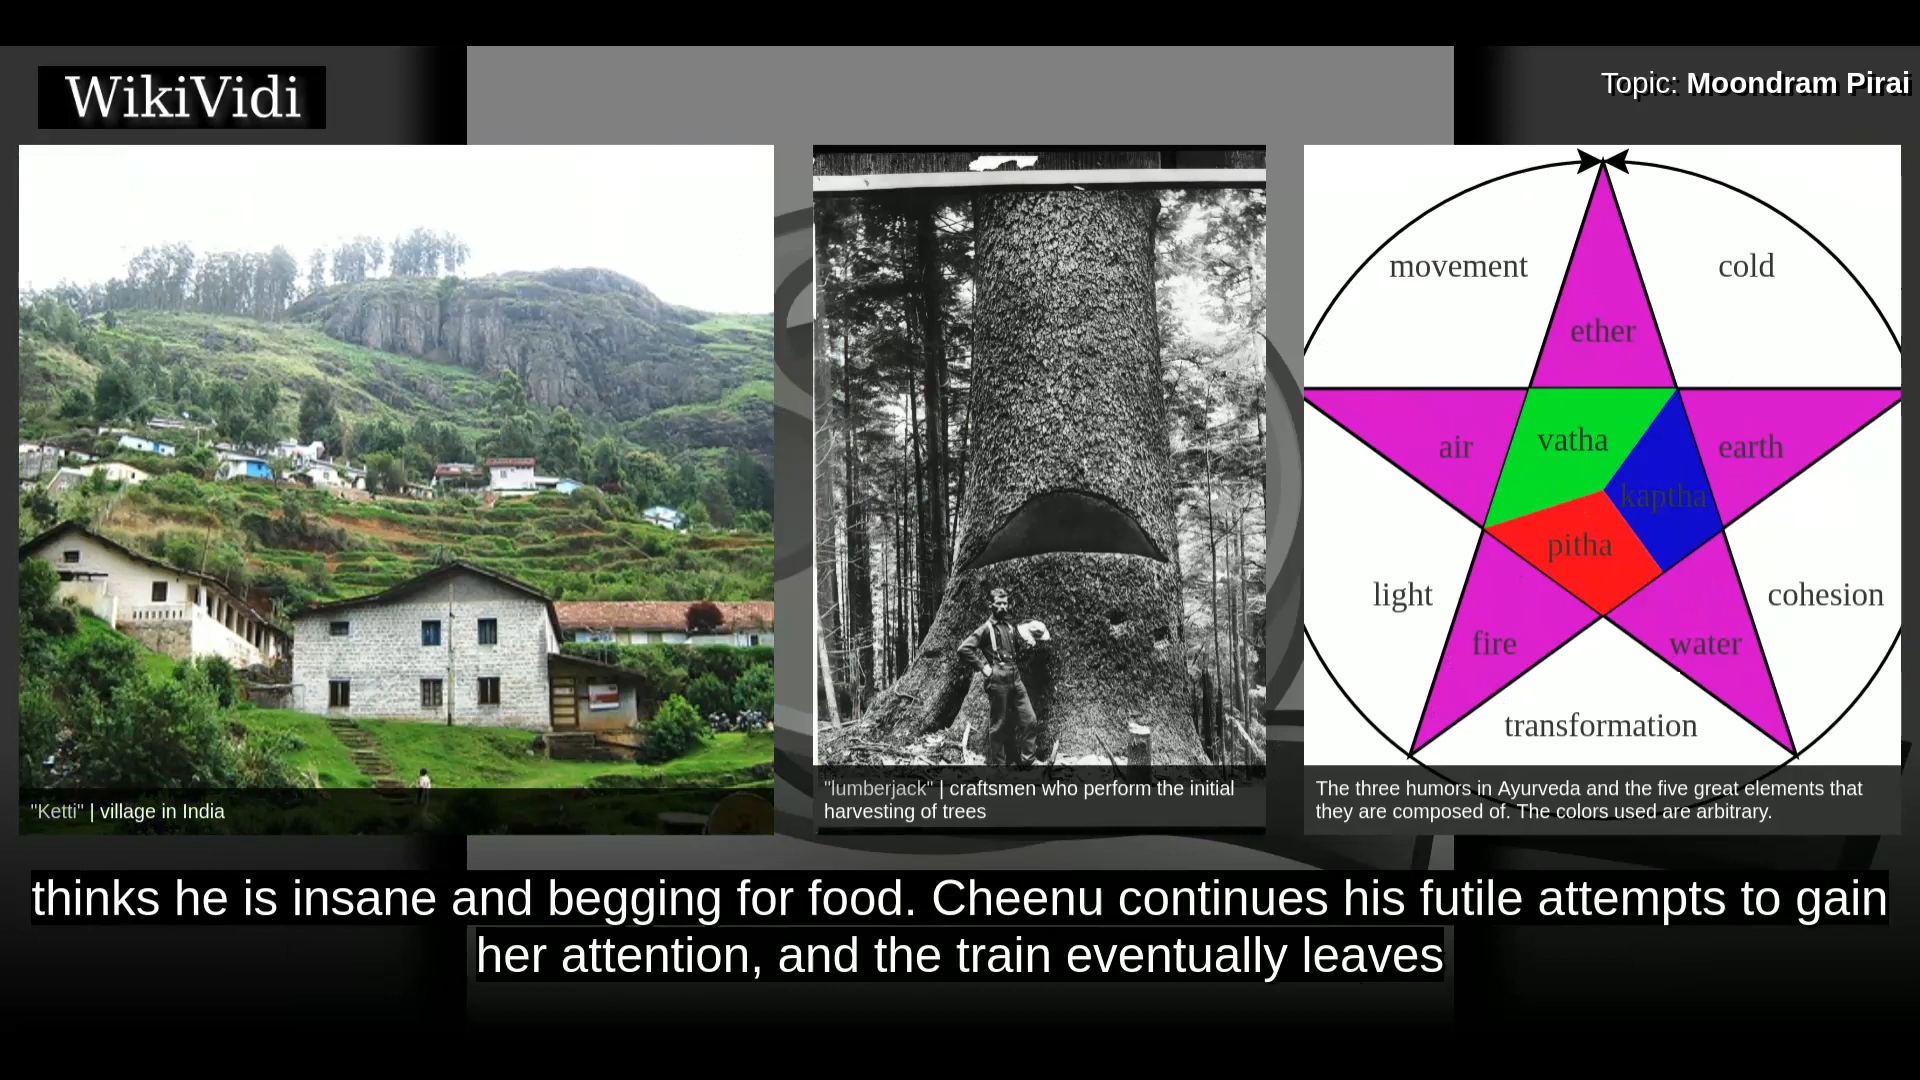 WikiVidi
Topic: Moondram Pirai
"Ketti" | village in India
"lumberjack" | craftsmen who perform the initial
harvesting of trees
movement
cold
ether
air
vatha
earth
kaptha
pitha
light
cohesion
fire
water
transformation
The three humors in Ayurveda and the five great elements that
they are composed of. The colors used are arbitrary.
thinks he is insane and begging for food. Cheenu continues his futile attempts to gain
her attention, and the train eventually leaves